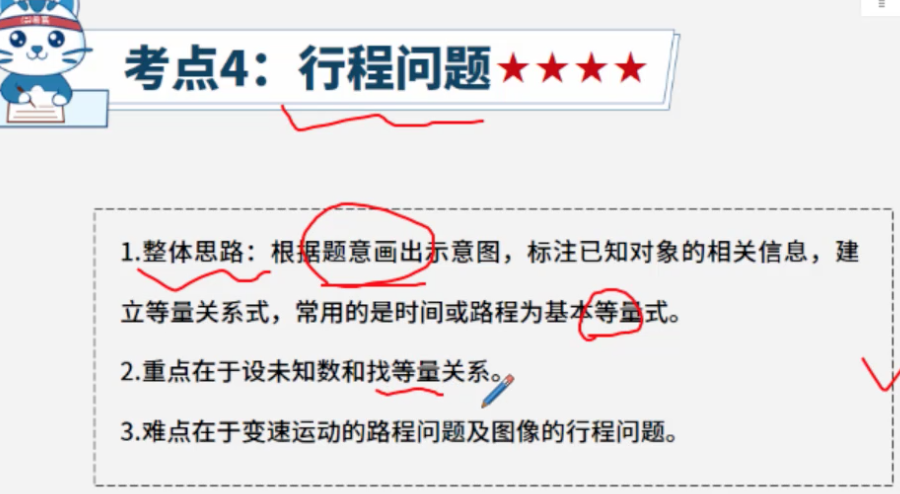 考点4：行程问题★★★★
1.整体思路：根据题意画出示意图，标注已知对象的相关信息，建
立等量关系式，常用的是时间或路程为基本等量式。
2.重点在于设未知数和找等量关系。
3.难点在于变速运动的路程问题及图像的行程问题。